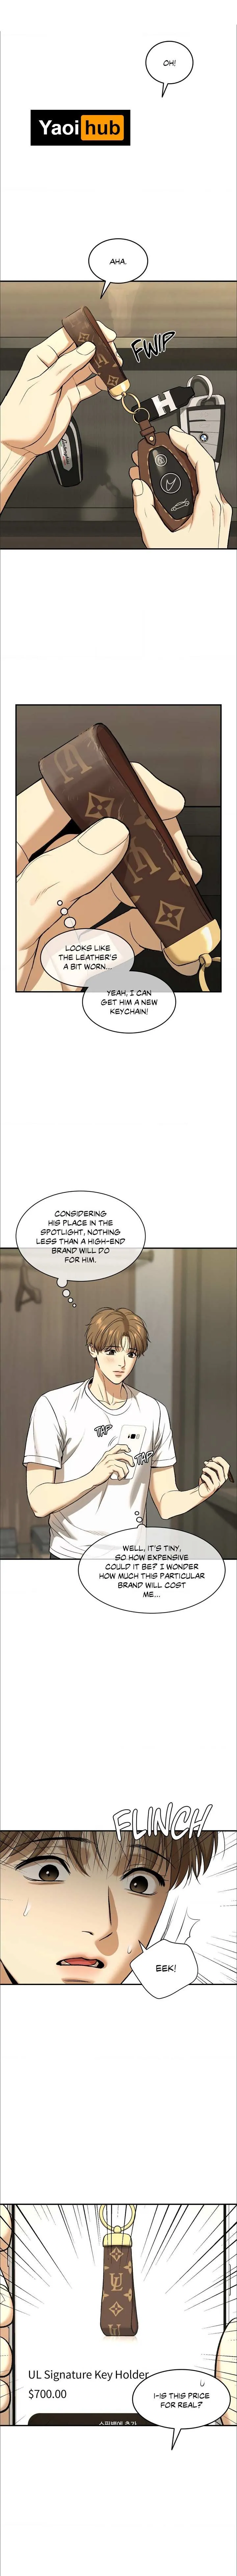 OH!
Yaoi hub
AHA.
FWIP
H
LOOKS LIKE
THE LEATHER'S
A BIT WORN...
YEAH, I CAN
GET HIM A NEW
KEYCHAIN!
CONSIDERING
HIS PLACE IN THE
SPOTLIGHT, NOTHING
LESS THAN A HIGH-END
BRAND WILL DO
FOR HIM.
TAP
TAP
WELL, IT'S TINY,
SO HOW EXPENSIVE
COULD IT BE? I WONDER
HOW MUCH THIS PARTICULAR
BRAND WILL COST
ME...
FLINCH
EEK!
UL Signature Key Holder
$700.00
I-IS THIS PRICE
FOR REAL?